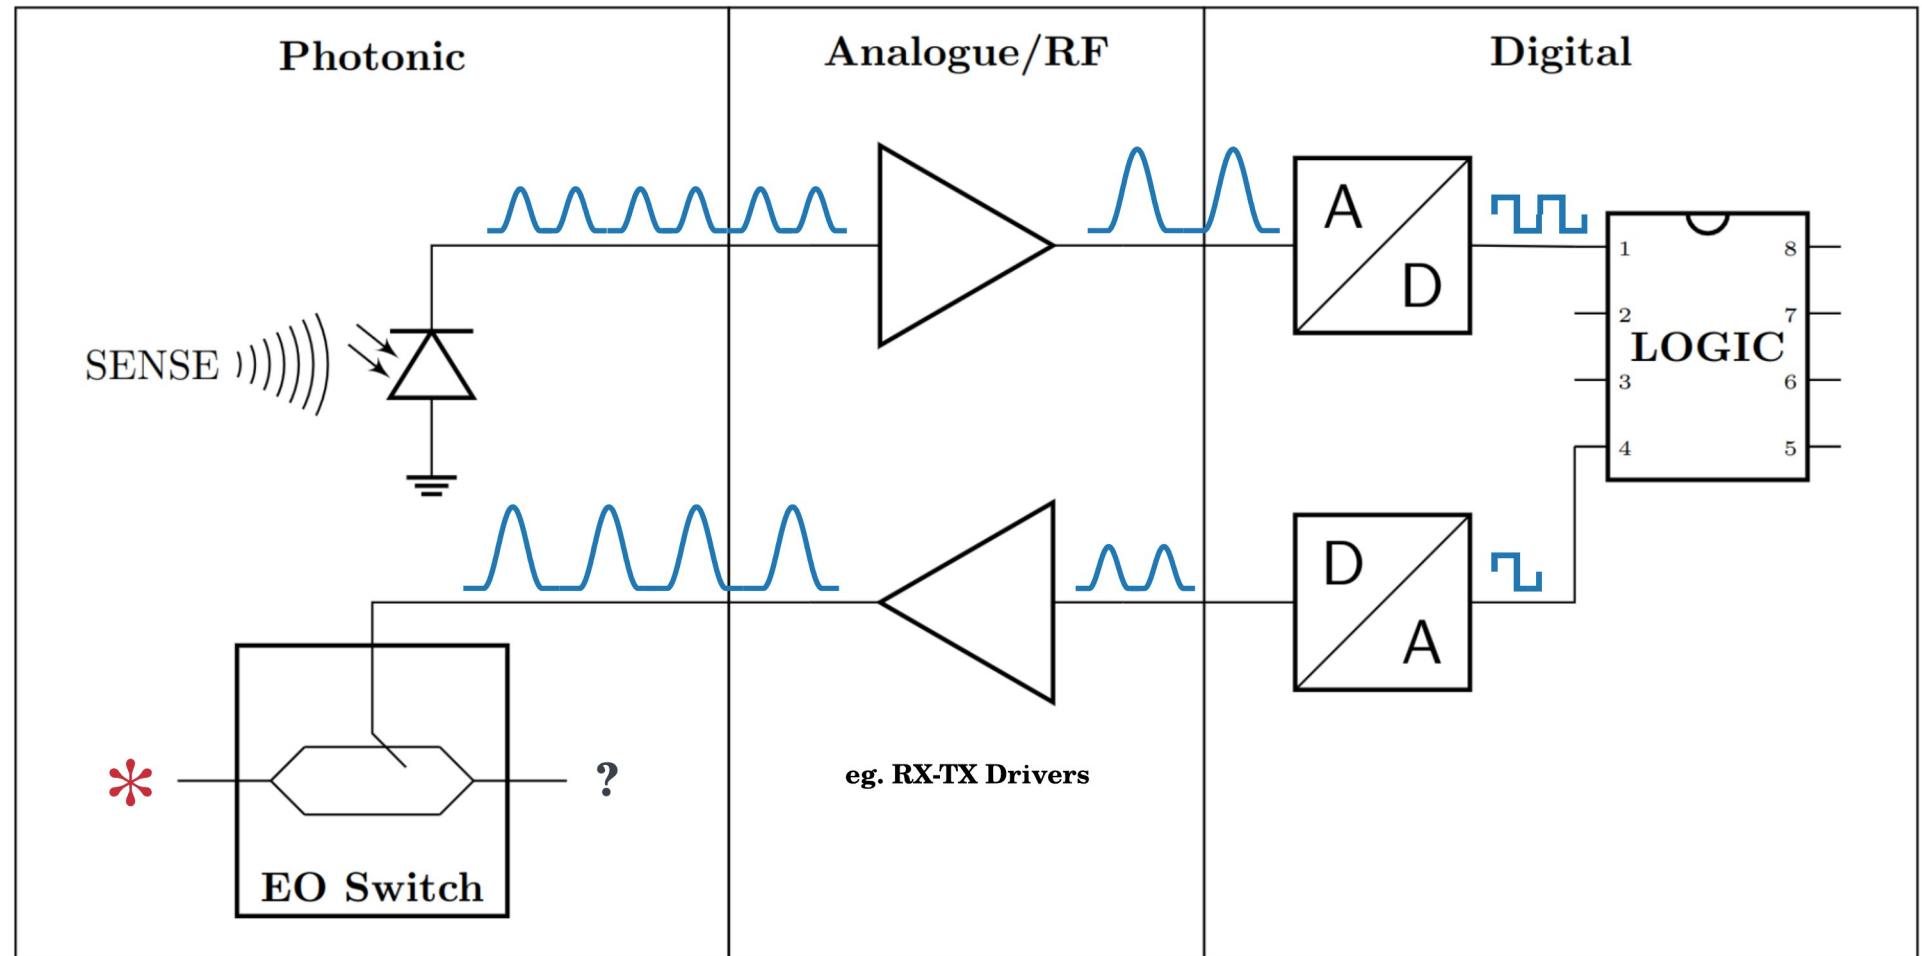 Photonic
Analogue/RF
Digital
A
D
1
8
2
7
SENSE
LOGIC
3
6
4
5
D
A
*
?
eg. RX-TX Drivers
EO Switch